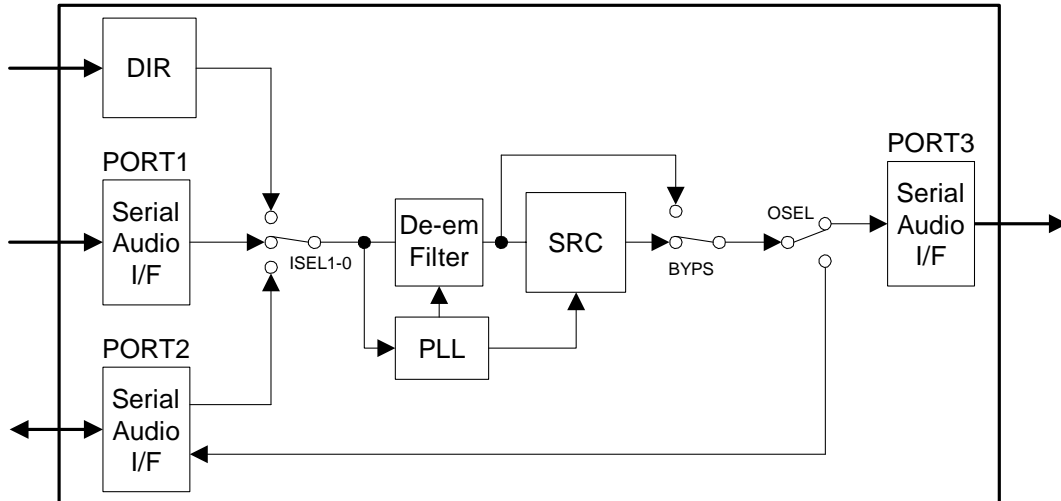 DIR
PORT1
Serial
Audio
I/F
PORT2
Serial
Audio
I/F
ISEL1-0
De-em
Filter
PLL
SRC
BYPS
OSEL
PORT3
Serial
Audio
I/F